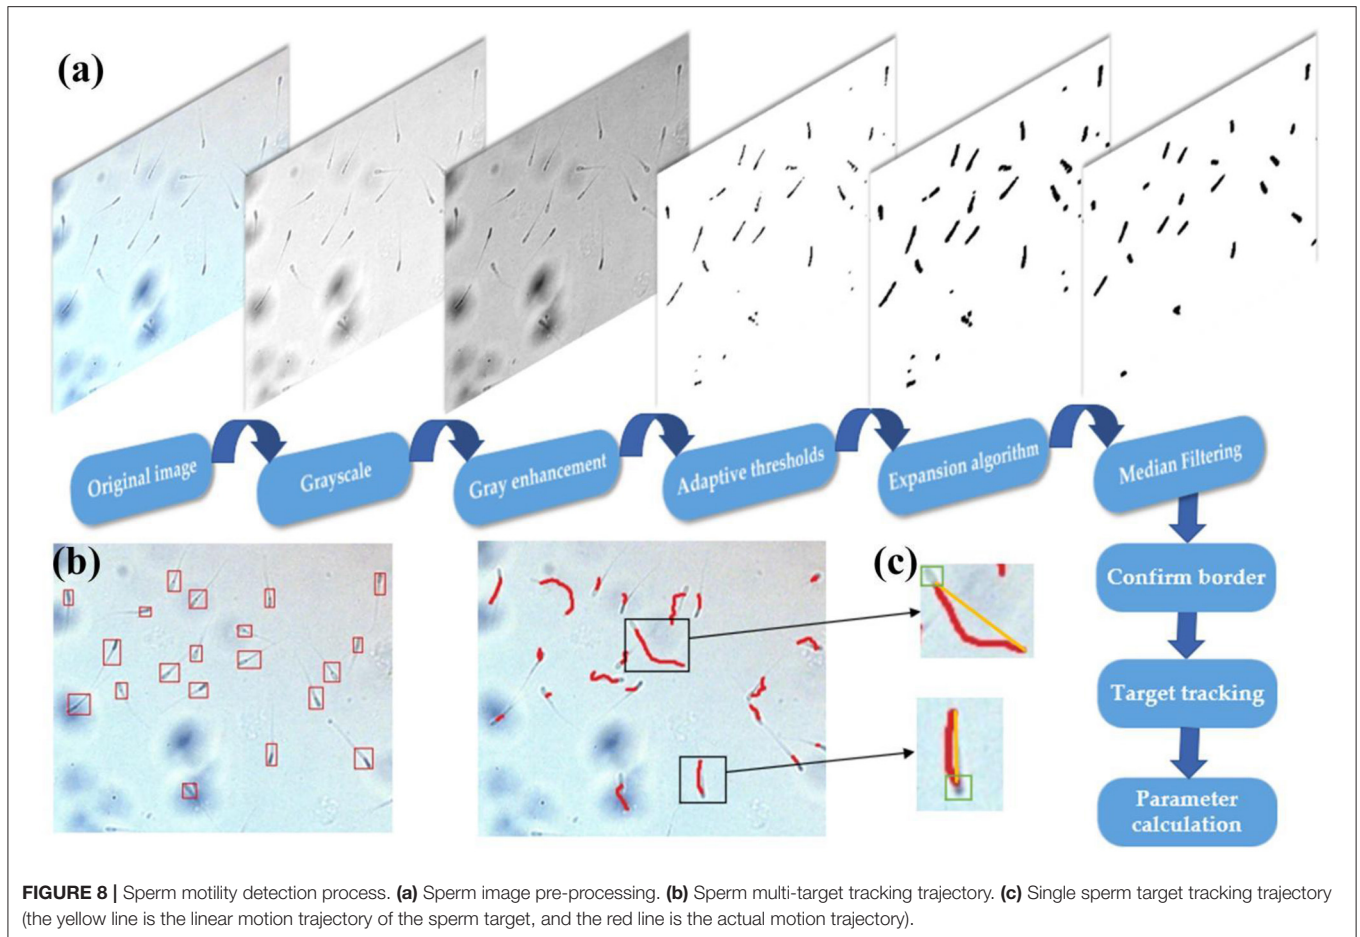 (a)
Original image
Grayscale
Gray enhancement
Adaptive thresholds
Expansion algorithm
Median Filtering
(b)
(c)
Confirm border
Target tracking
Parameter
calculation
FIGURE 8 | Sperm motility detection process. (a) Sperm image pre-processing. (b) Sperm multi-target tracking trajectory. (c) Single sperm target tracking trajectory
(the yellow line is the linear motion trajectory of the sperm target, and the red line is the actual motion trajectory).